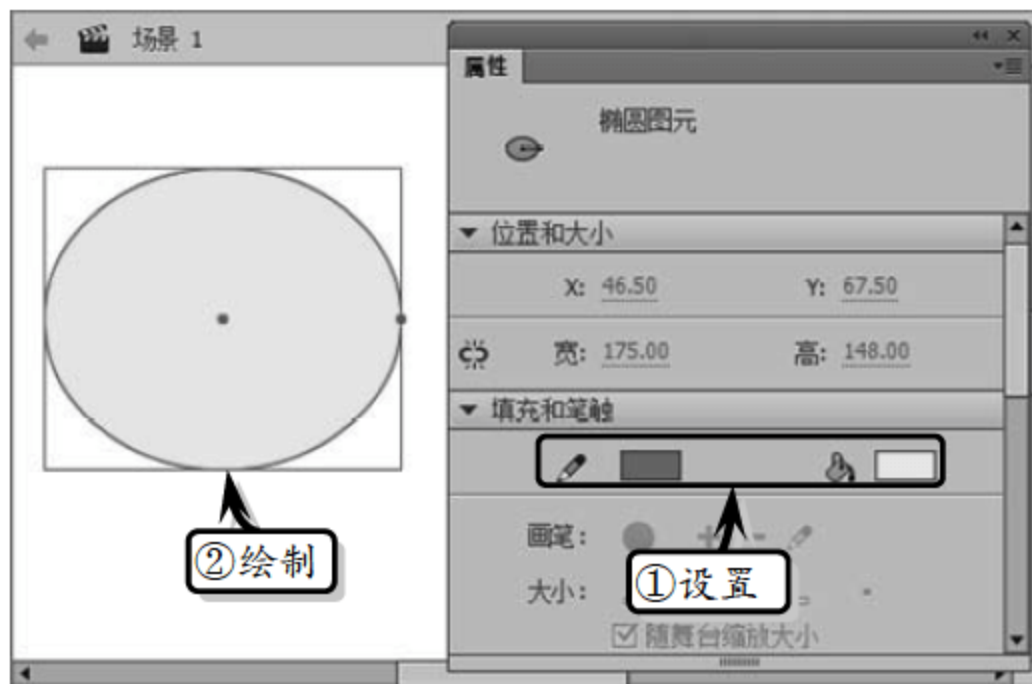 场景 1
属性
椭圆图元
位置和大小
X: 46.50 Y: 67.50
宽: 175.00 高: 148.00
填充和笔触
画笔:
大小:
随舞台缩放大小
①设置
②绘制